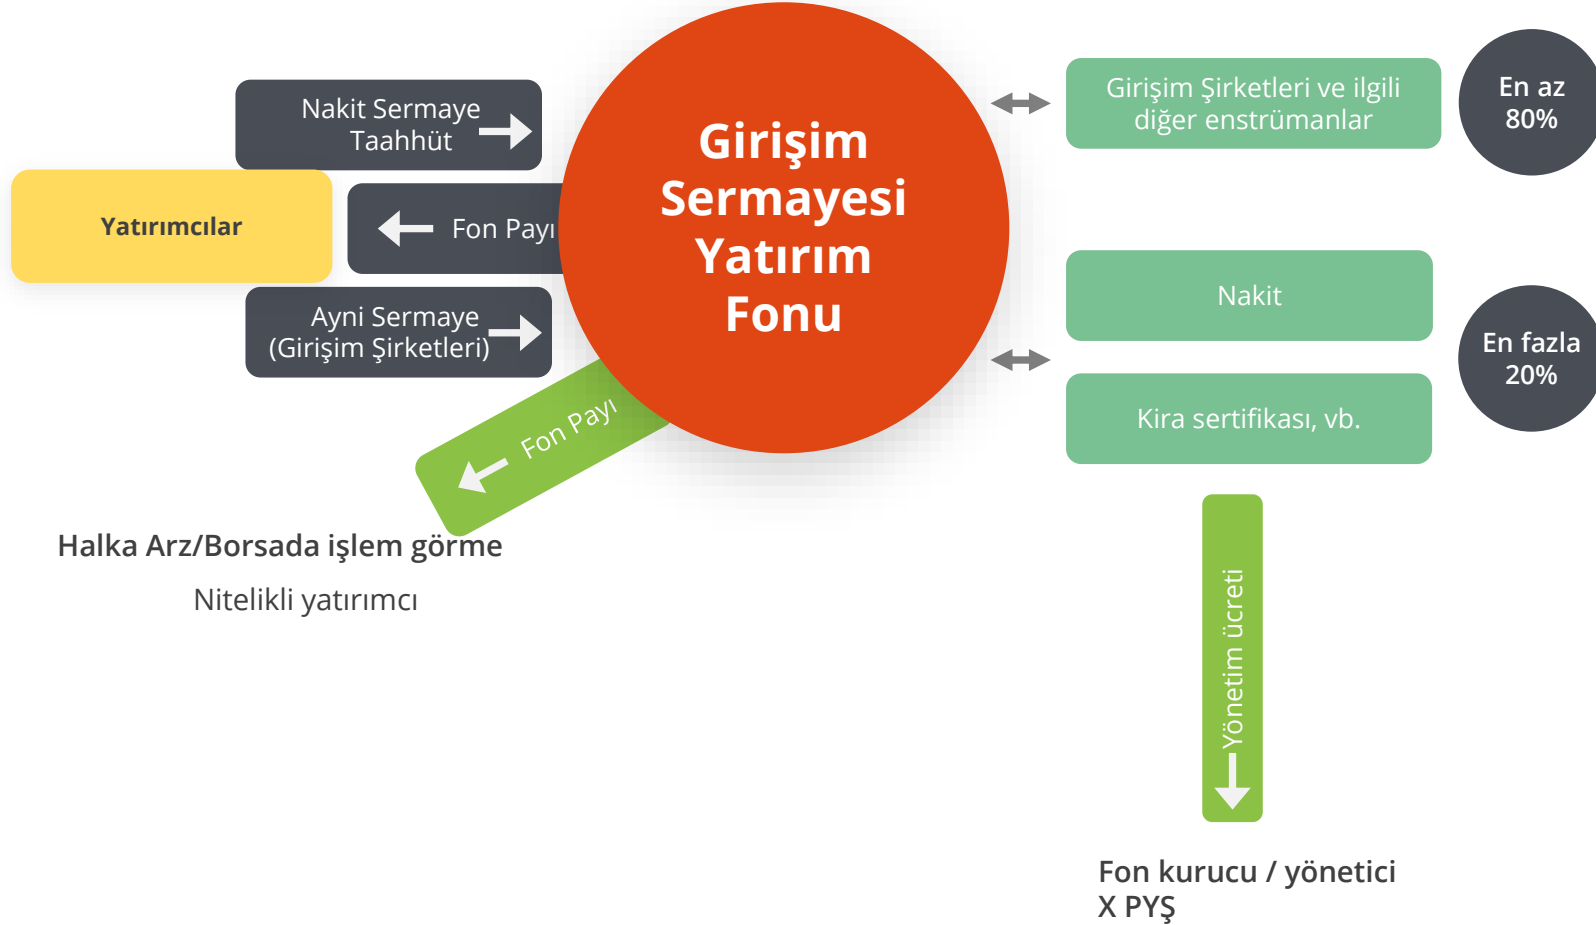 Nakit Sermaye
Taahhüt
Yatırımcılar
Fon Payı
Ayni Sermaye
(Girişim Şirketleri)
Fon Payı
Halka Arz/Borsada işlem görme
Nitelikli yatırımcı
Girişim
Sermayesi
Yatırım
Fonu
Girişim Şirketleri ve ilgili
diğer enstrümanlar
En az
80%
Nakit
Kira sertifikası, vb.
En fazla
20%
Yönetim ücreti
Fon kurucu / yönetici
X PYŞ